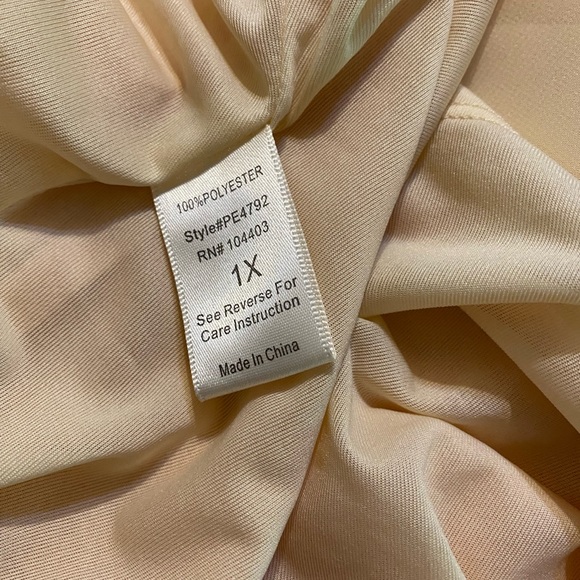 100%POLYESTER
Style#PE4792
RN# 104403
1X
See Reverse For
Care Instruction
Made In China